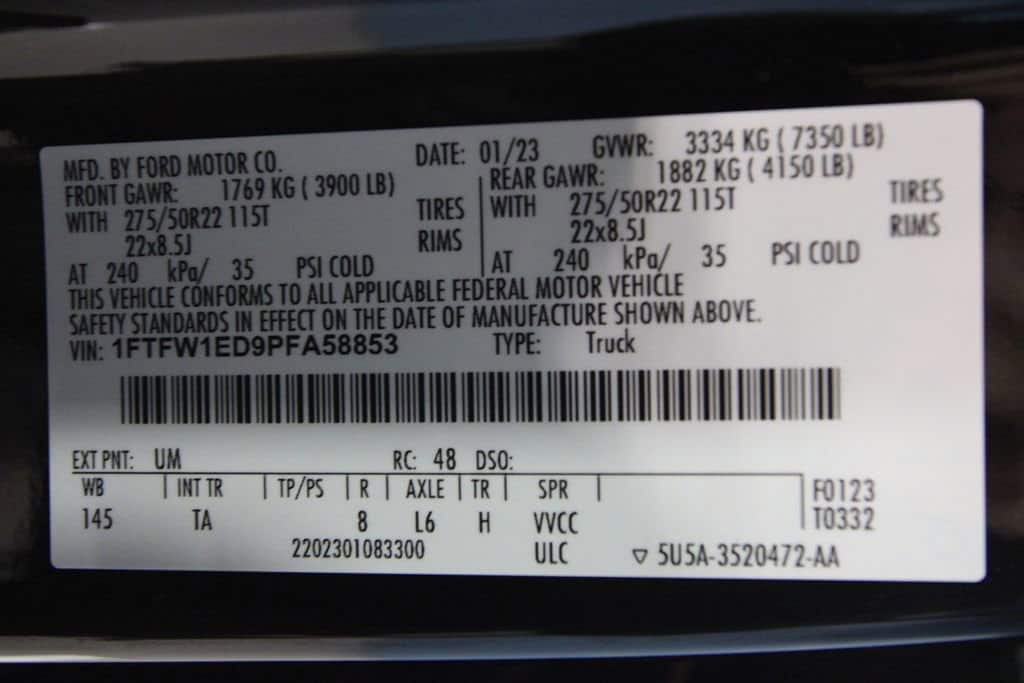 MFD. BY FORD MOTOR CO. DATE: 01/23 GVWR: 3334 KG ( 7350 LB)
FRONT GAWR: 1769 KG ( 3900 LB) REAR GAWR: 1882 KG ( 4150 LB)
WITH 275/50R22 115T TIRES WITH 275/50R22 115T TIRES
22x8.5J RIMS 22x8.5J RIMS
AT 240 kPa/ 35 PSI COLD AT 240 kPa/ 35 PSI COLD
THIS VEHICLE CONFORMS TO ALL APPLICABLE FEDERAL MOTOR VEHICLE
SAFETY STANDARDS IN EFFECT ON THE DATE OF MANUFACTURE SHOWN ABOVE.
VIN: 1FTFW1ED9PFA58853 TYPE: Truck
EXT PNT: UM RC: 48 DSO:
WB INT TR TP/PS R AXLE TR SPR F0123
145 TA 8 L6 H VVCC T0332
2202301083300 ULC ▽ 5U5A-3520472-AA